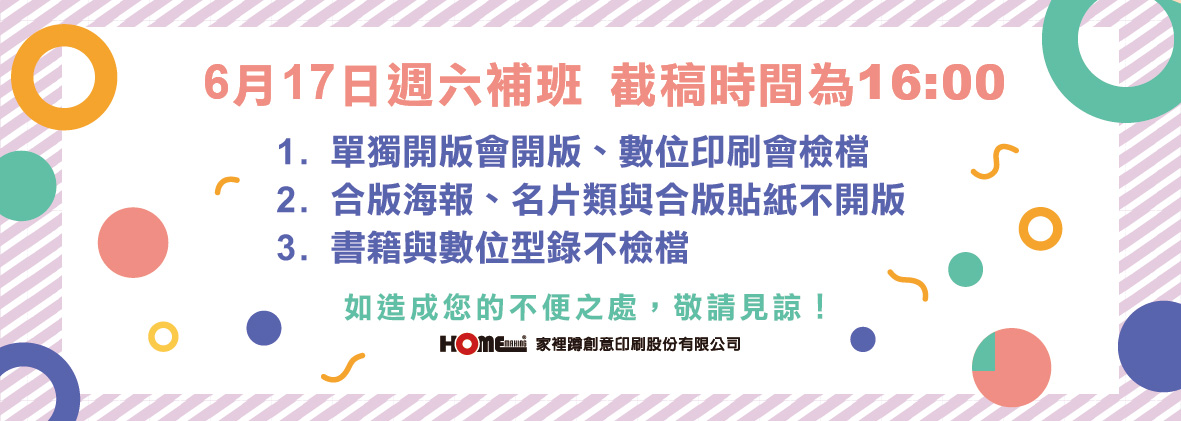 6月17日週六補班 截稿時間為16:00
1. 單獨開版會開版、數位印刷會檢檔
2. 合版海報、名片類與合版貼紙不開版
3. 書籍與數位型錄不檢檔
如造成您的不便之處，敬請見諒！
HOME MAKING® 家裡蹲創意印刷股份有限公司